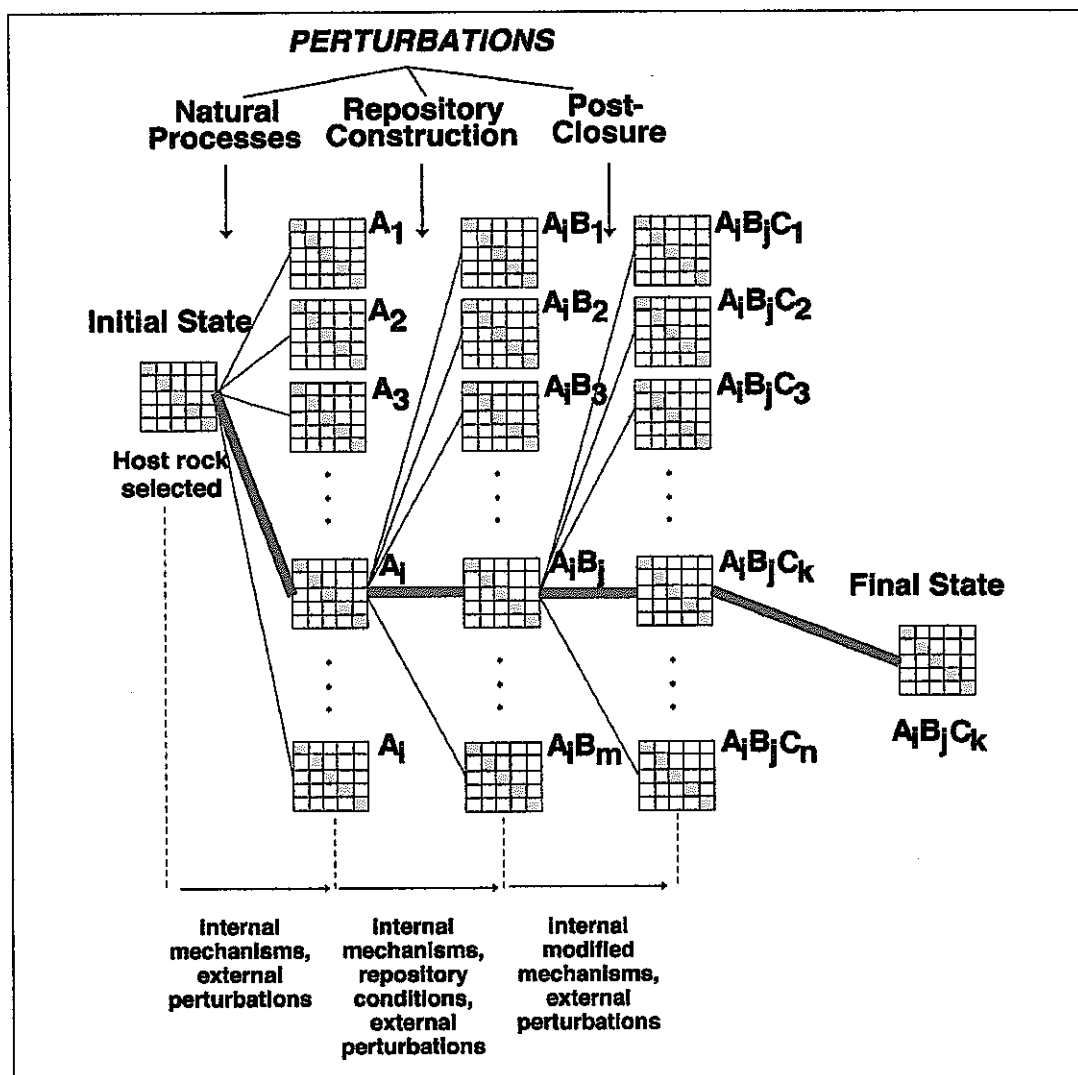 PERTURBATIONS
Natural
Processes
Repository
Construction
Post-
Closure
A1
AiB1
AiBjC1
Initial State
A2
AiB2
AiBjC2
A3
AiB3
AiBjC3
Host rock
selected
Ai
AiBj
AiBjCk
Final State
AiBjCk
Ai
AiBm
AiBjCn
Internal
mechanisms,
external
perturbations
Internal
mechanisms,
repository
conditions,
external
perturbations
Internal
modified
mechanisms,
external
perturbations